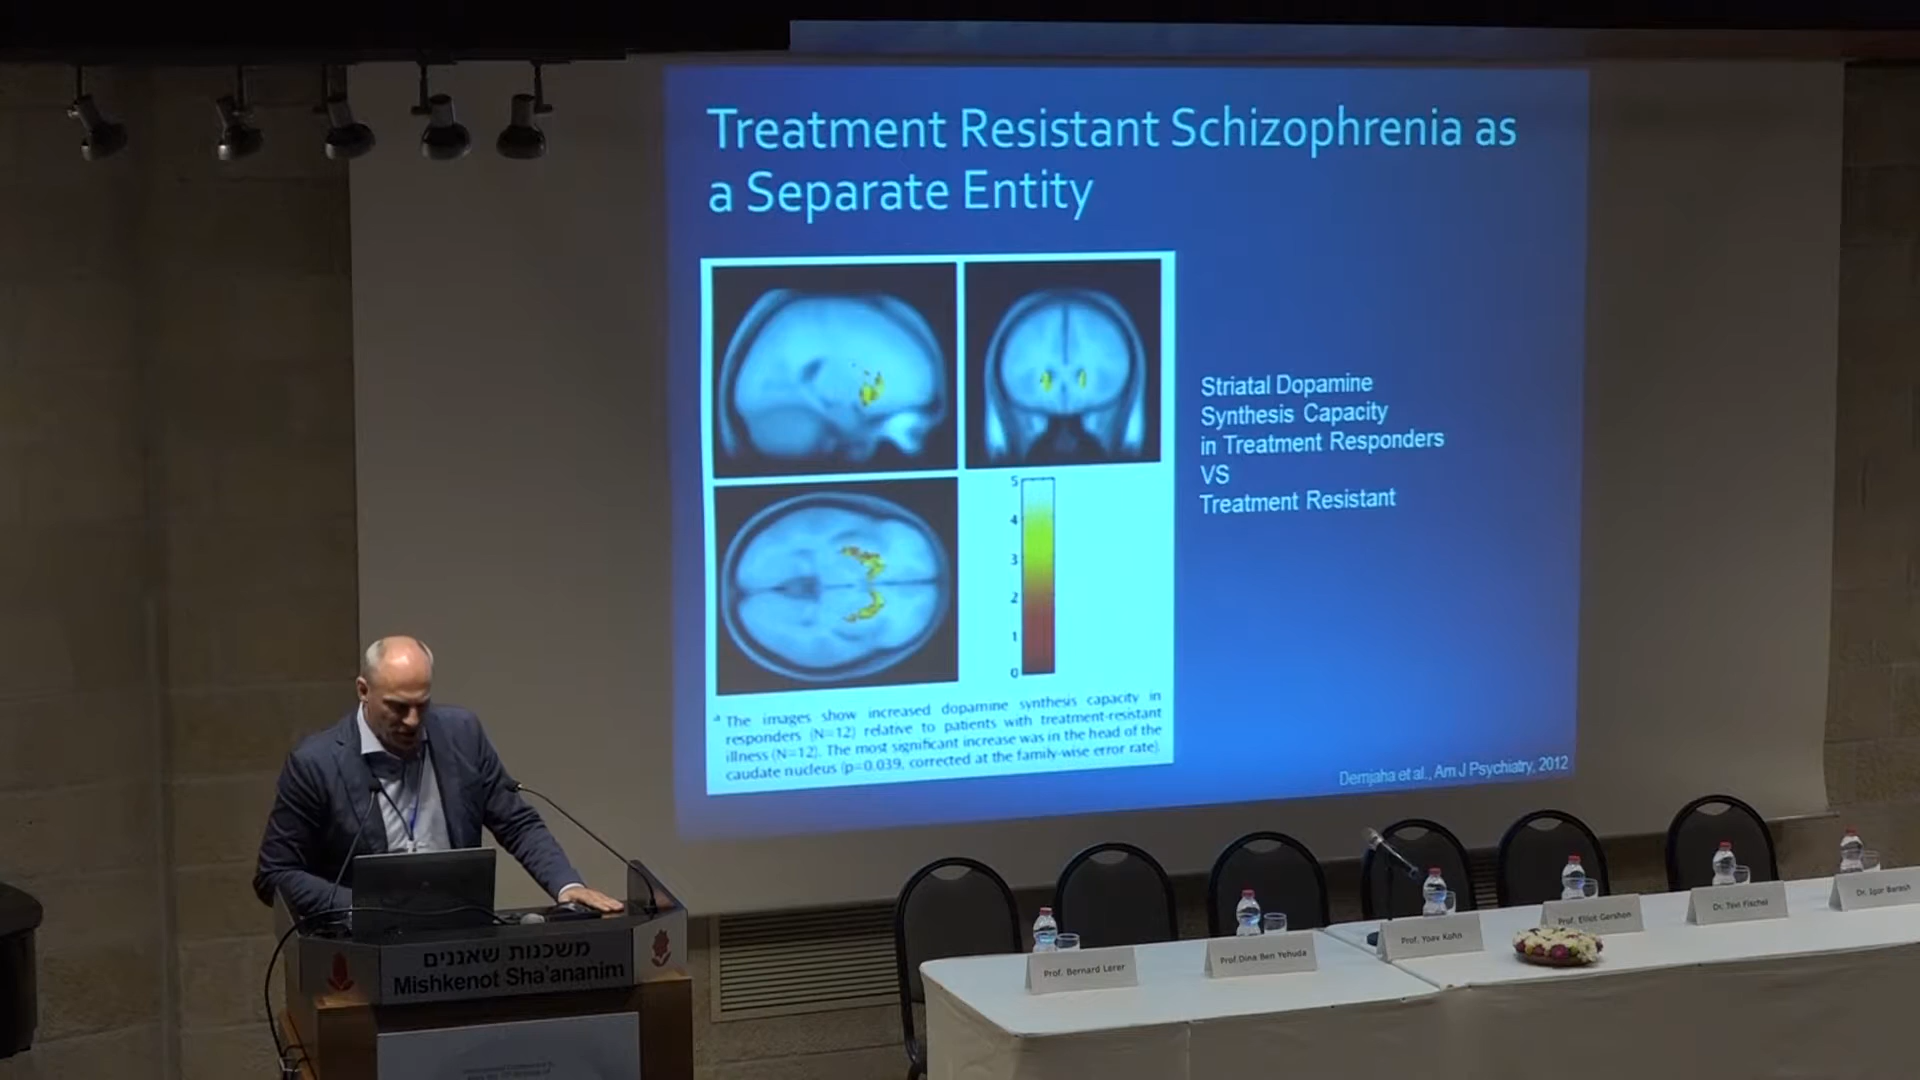 Treatment Resistant Schizophrenia as
a Separate Entity
Striatal Dopamine
Synthesis Capacity
in Treatment Responders
VS
Treatment Resistant
5
4
3
2
1
0
a The images show increased dopamine synthesis capacity in
responders (N=12) relative to patients with treatment-resistant
illness (N=12). The most significant increase was in the head of the
caudate nucleus (p=0.039, corrected at the family-wise error rate).
Demjaha et al., Am J Psychiatry, 2012
משכנות שאננים
Mishkenot Sha'ananim
Prof. Bernard Lerer
Prof.Dina Ben Yehuda
Prof. Yoav Kohn
Prof. Elliot Gershon
Dr. Tsvi Fischel
Dr. Igor Barash